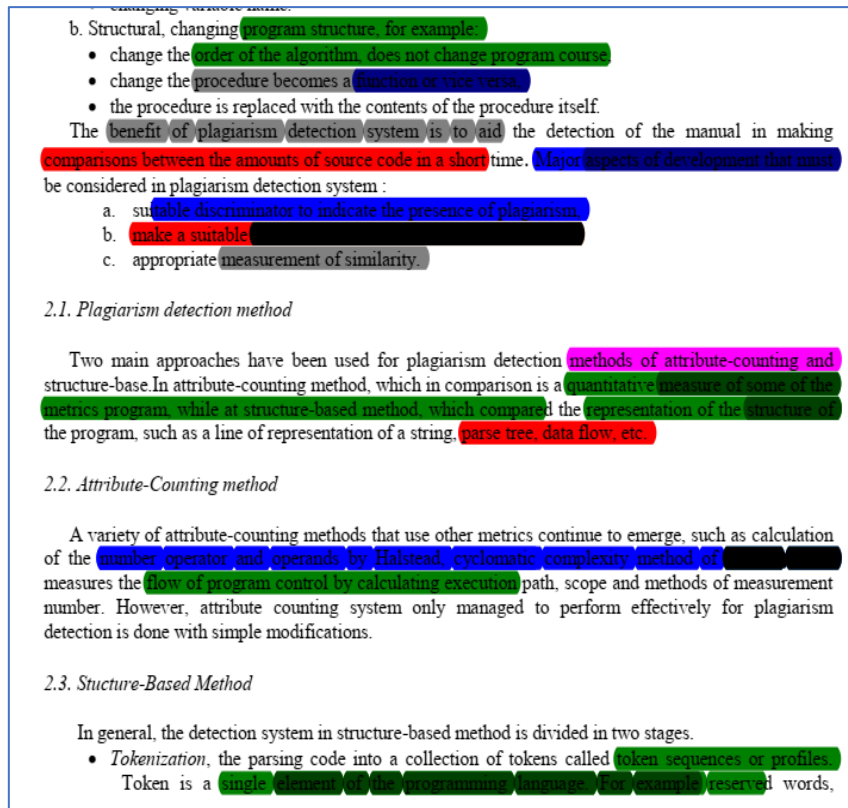 changing variable name.
b. Structural, changing program structure, for example:
• change the order of the algorithm, does not change program course.
• change the procedure becomes a function or vice versa.
• the procedure is replaced with the contents of the procedure itself.
The benefit of plagiarism detection system is to aid the detection of the manual in making
comparisons between the amounts of source code in a short time. Major aspects of development that must
be considered in plagiarism detection system :
a. suitable discriminator to indicate the presence of plagiarism.
b. make a suitable
c. appropriate measurement of similarity.
2.1. Plagiarism detection method
Two main approaches have been used for plagiarism detection methods of attribute-counting and
structure-base.In attribute-counting method, which in comparison is a quantitative measure of some of the
metrics program, while at structure-based method, which compared the representation of the structure of
the program, such as a line of representation of a string, parse tree, data flow, etc.
2.2. Attribute-Counting method
A variety of attribute-counting methods that use other metrics continue to emerge, such as calculation
of the number operator and operands by Halstead, cyclomatic complexity method of
measures the flow of program control by calculating execution path, scope and methods of measurement
number. However, attribute counting system only managed to perform effectively for plagiarism
detection is done with simple modifications.
2.3. Stucture-Based Method
In general, the detection system in structure-based method is divided in two stages.
• Tokenization, the parsing code into a collection of tokens called token sequences or profiles.
Token is a single element of the programming language. For example reserved words,